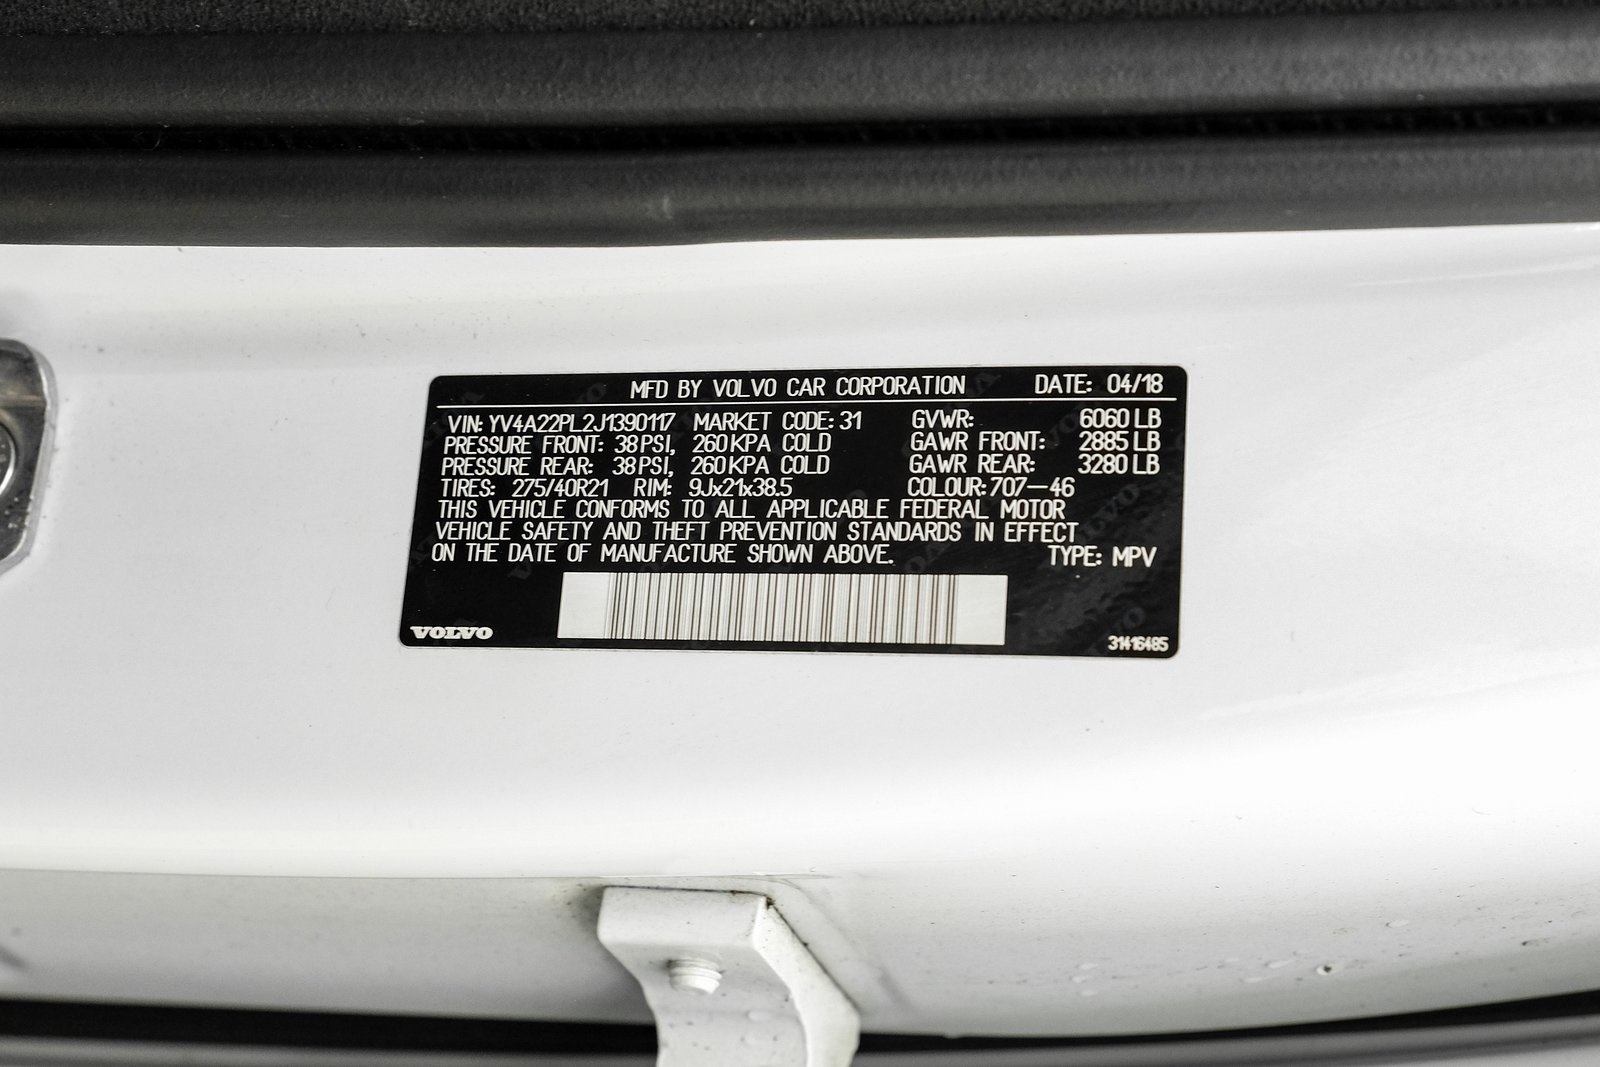 MFD BY VOLVO CAR CORPORATION DATE: 04/18
VIN: YV4A22PL2J1390117 MARKET CODE: 31 GVWR: 6060 LB
PRESSURE FRONT: 38 PSI, 260 KPA COLD GAWR FRONT: 2885 LB
PRESSURE REAR: 38 PSI, 260 KPA COLD GAWR REAR: 3280 LB
TIRES: 275/40R21 RIM: 9Jx21x38.5 COLOUR: 707-46
THIS VEHICLE CONFORMS TO ALL APPLICABLE FEDERAL MOTOR
VEHICLE SAFETY AND THEFT PREVENTION STANDARDS IN EFFECT
ON THE DATE OF MANUFACTURE SHOWN ABOVE. TYPE: MPV
VOLVO 31416485